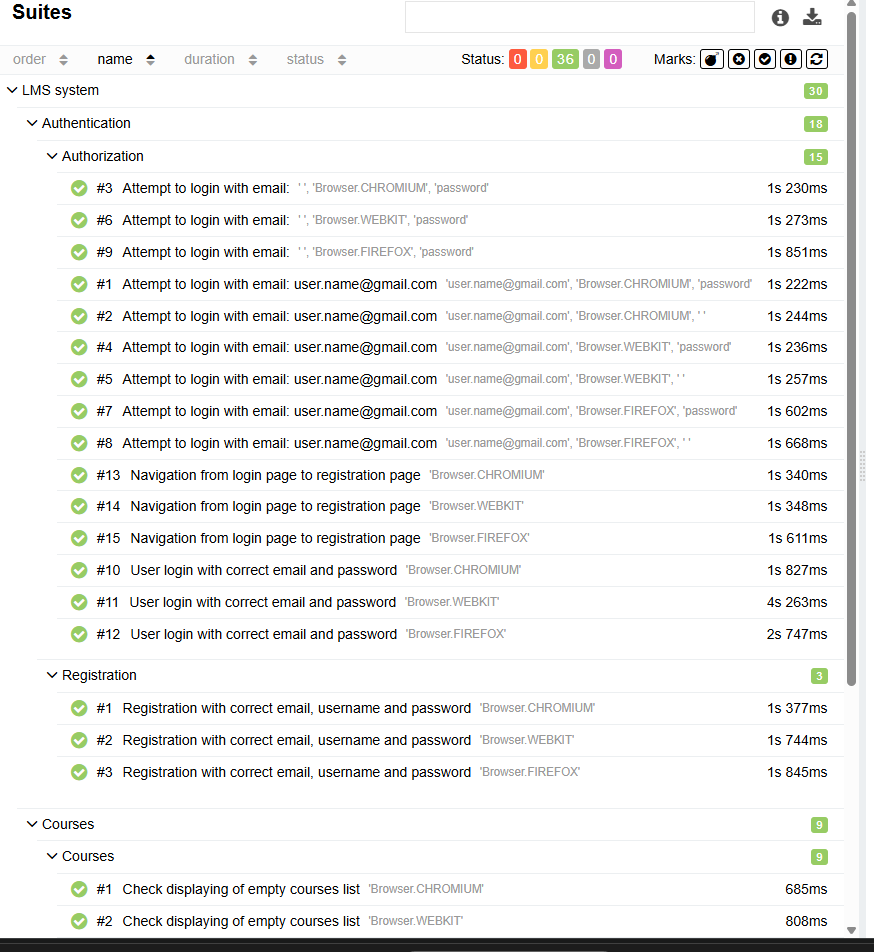 Suites
order name duration status Status: 0 0 36 0 0 Marks:
LMS system 30
Authentication 18
Authorization 15
#3 Attempt to login with email: ' ', 'Browser.CHROMIUM', 'password' 1s 230ms
#6 Attempt to login with email: ' ', 'Browser.WEBKIT', 'password' 1s 273ms
#9 Attempt to login with email: ' ', 'Browser.FIREFOX', 'password' 1s 851ms
#1 Attempt to login with email: user.name@gmail.com 'user.name@gmail.com', 'Browser.CHROMIUM', 'password' 1s 222ms
#2 Attempt to login with email: user.name@gmail.com 'user.name@gmail.com', 'Browser.CHROMIUM', ' ' 1s 244ms
#4 Attempt to login with email: user.name@gmail.com 'user.name@gmail.com', 'Browser.WEBKIT', 'password' 1s 236ms
#5 Attempt to login with email: user.name@gmail.com 'user.name@gmail.com', 'Browser.WEBKIT', ' ' 1s 257ms
#7 Attempt to login with email: user.name@gmail.com 'user.name@gmail.com', 'Browser.FIREFOX', 'password' 1s 602ms
#8 Attempt to login with email: user.name@gmail.com 'user.name@gmail.com', 'Browser.FIREFOX', ' ' 1s 668ms
#13 Navigation from login page to registration page 'Browser.CHROMIUM' 1s 340ms
#14 Navigation from login page to registration page 'Browser.WEBKIT' 1s 348ms
#15 Navigation from login page to registration page 'Browser.FIREFOX' 1s 611ms
#10 User login with correct email and password 'Browser.CHROMIUM' 1s 827ms
#11 User login with correct email and password 'Browser.WEBKIT' 4s 263ms
#12 User login with correct email and password 'Browser.FIREFOX' 2s 747ms
Registration 3
#1 Registration with correct email, username and password 'Browser.CHROMIUM' 1s 377ms
#2 Registration with correct email, username and password 'Browser.WEBKIT' 1s 744ms
#3 Registration with correct email, username and password 'Browser.FIREFOX' 1s 845ms
Courses 9
Courses 9
#1 Check displaying of empty courses list 'Browser.CHROMIUM' 685ms
#2 Check displaying of empty courses list 'Browser.WEBKIT' 808ms